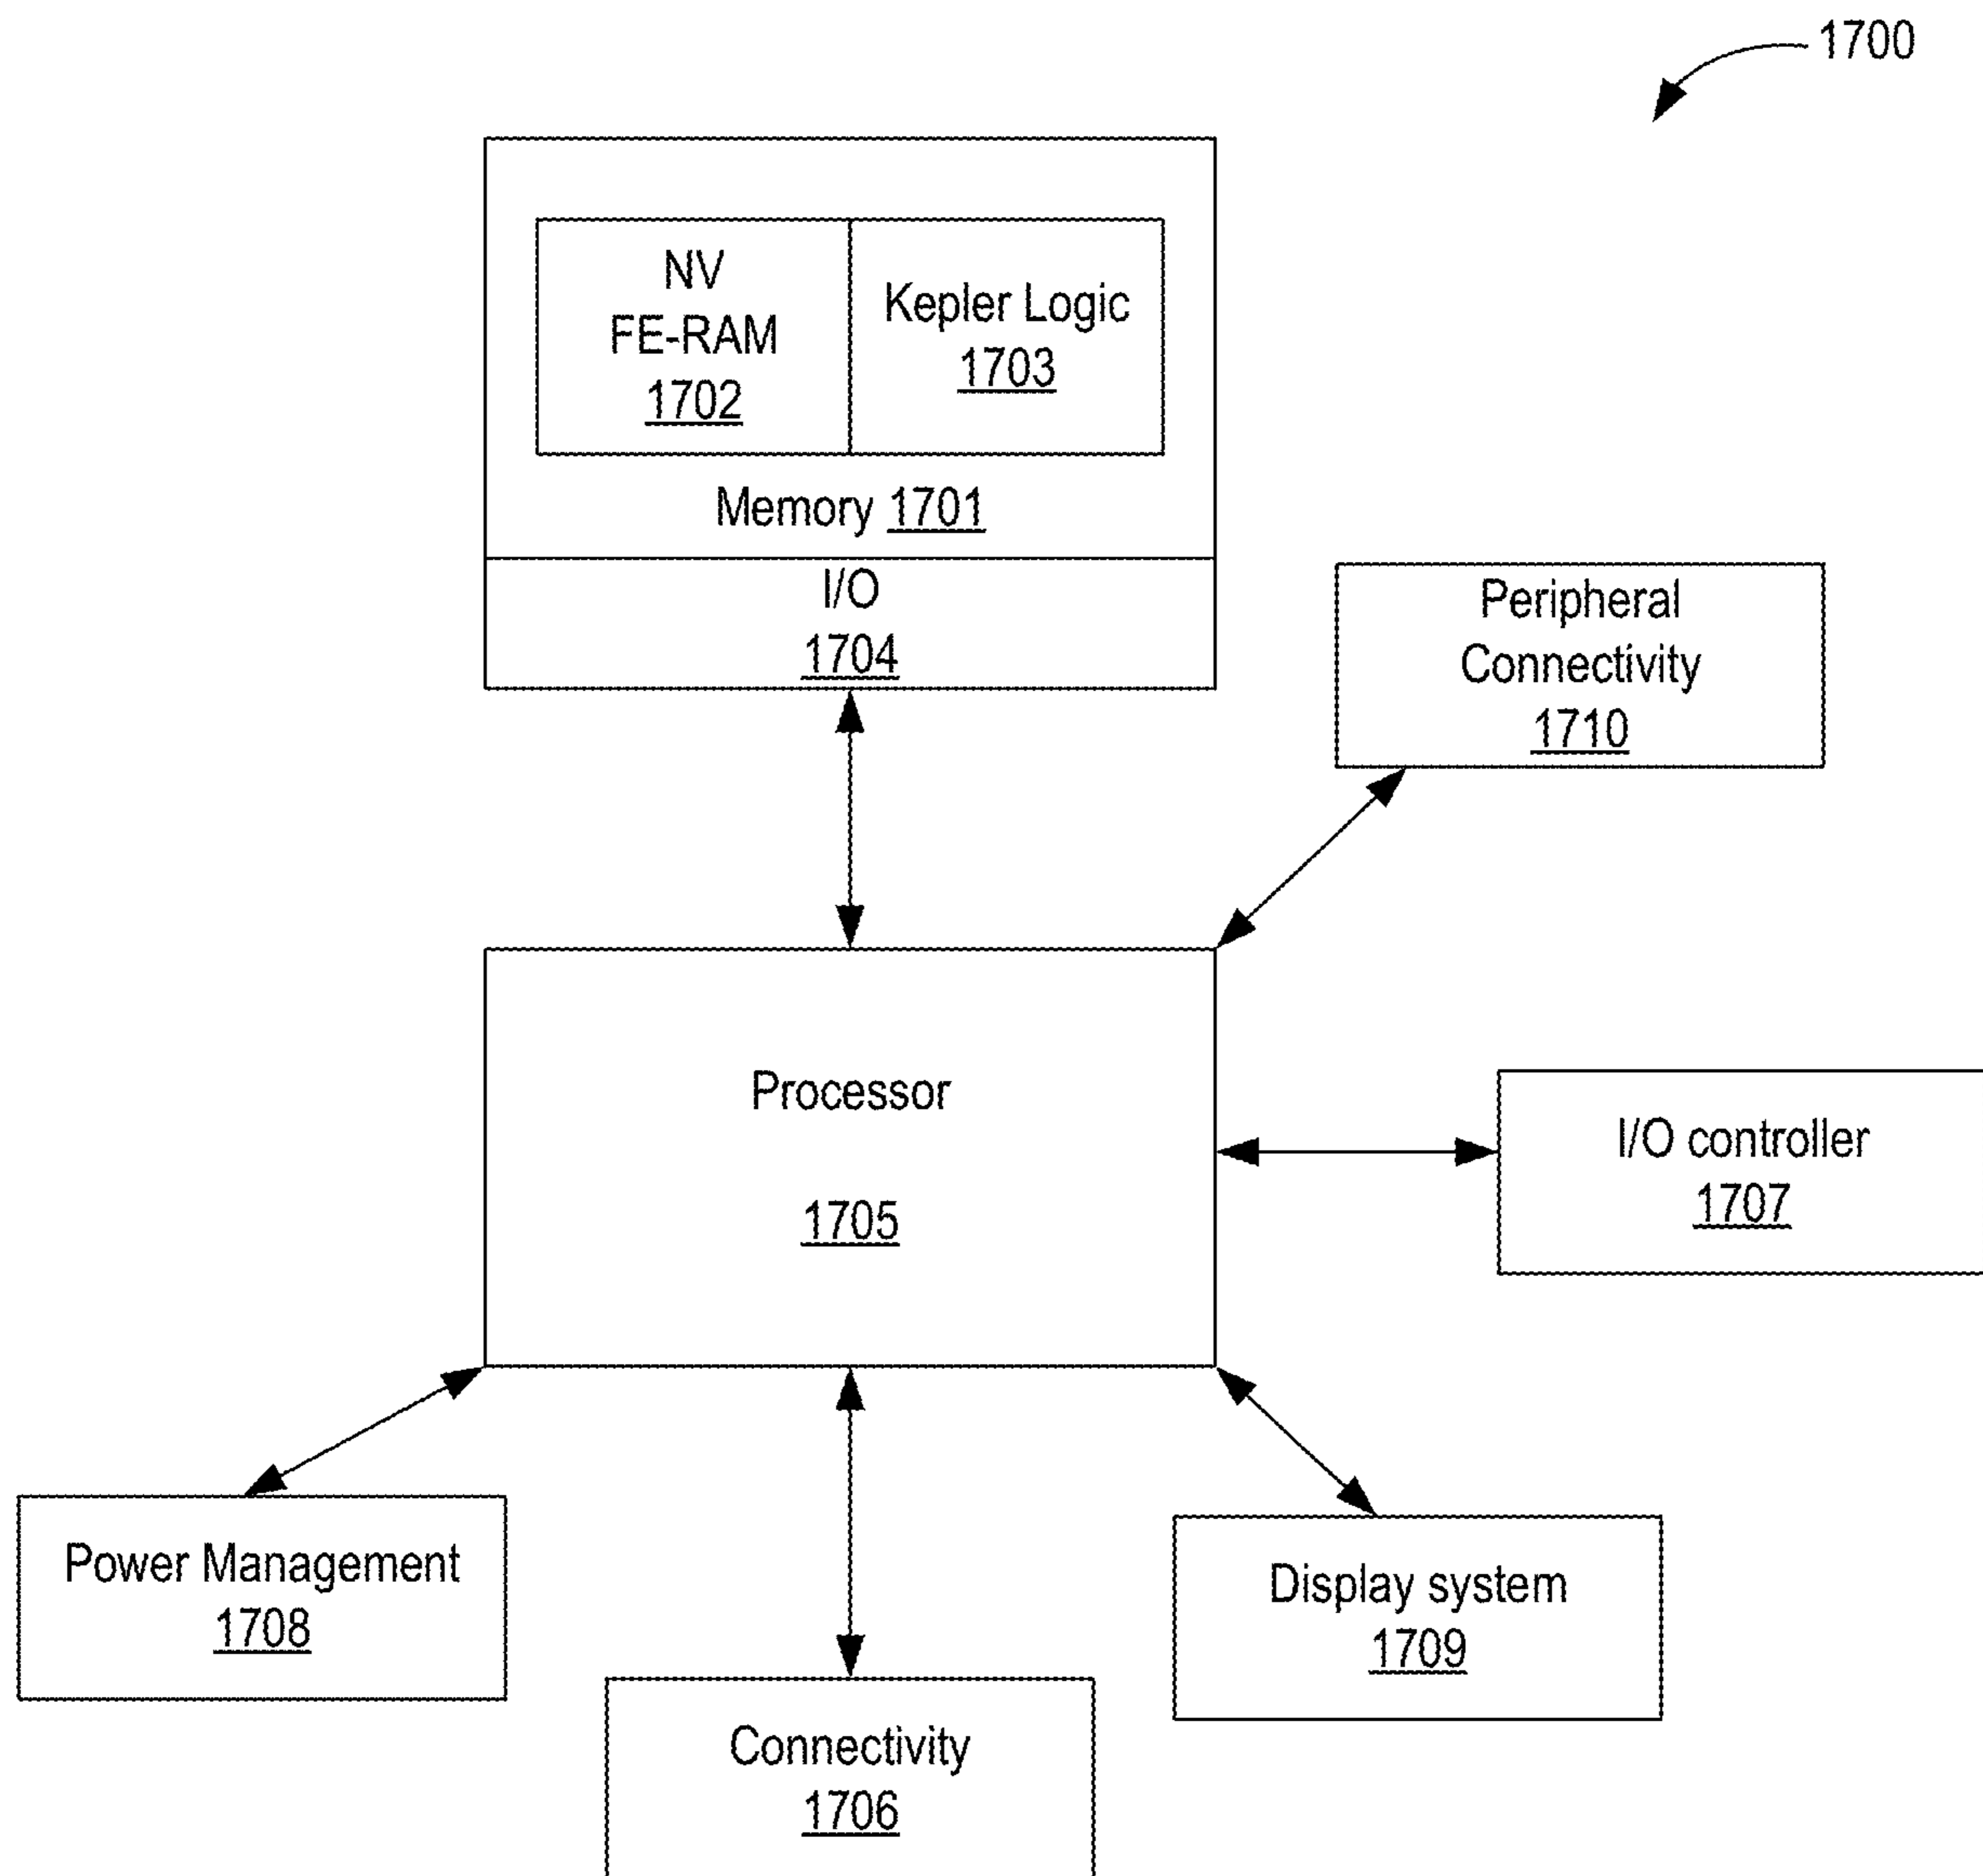 1700
NV
FE-RAM
1702
Kepler Logic
1703
Memory 1701
I/O
1704
Peripheral
Connectivity
1710
Processor
1705
I/O controller
1707
Power Management
1708
Display system
1709
Connectivity
1706